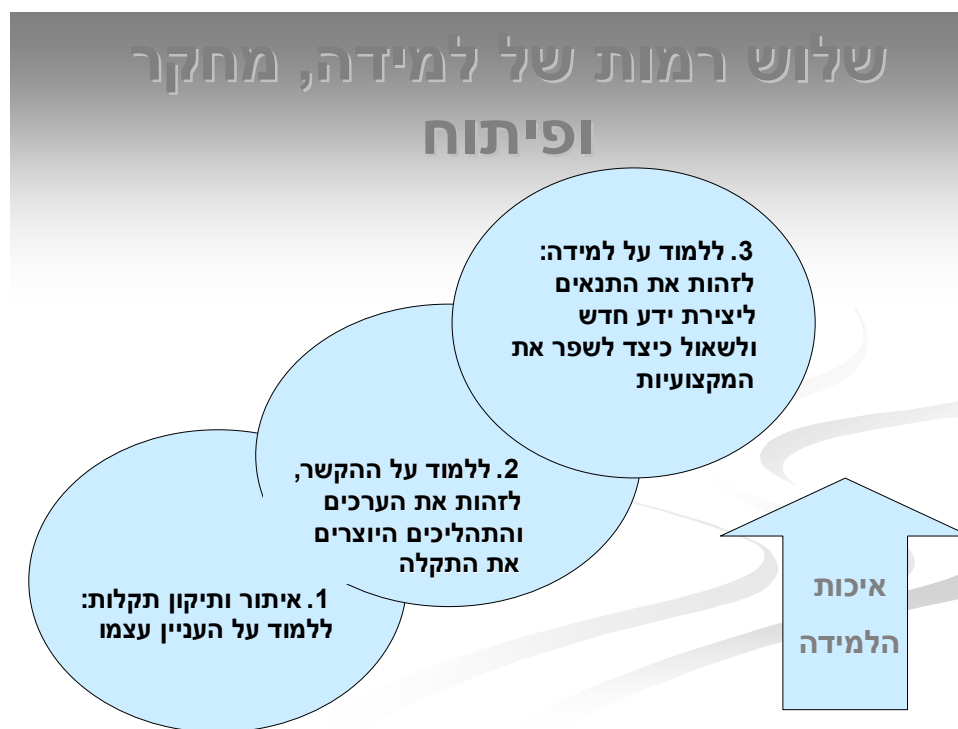 שלוש רמות של למידה, מחקר
ופיתוח
3. ללמוד על למידה:
לזהות את התנאים
ליצירת ידע חדש
ולשאול כיצד לשפר את
המקצועיות
2. ללמוד על ההקשר,
לזהות את הערכים
והתהליכים היוצרים
את התקלה
1. איתור ותיקון תקלות:
ללמוד על העניין עצמו
איכות
הלמידה